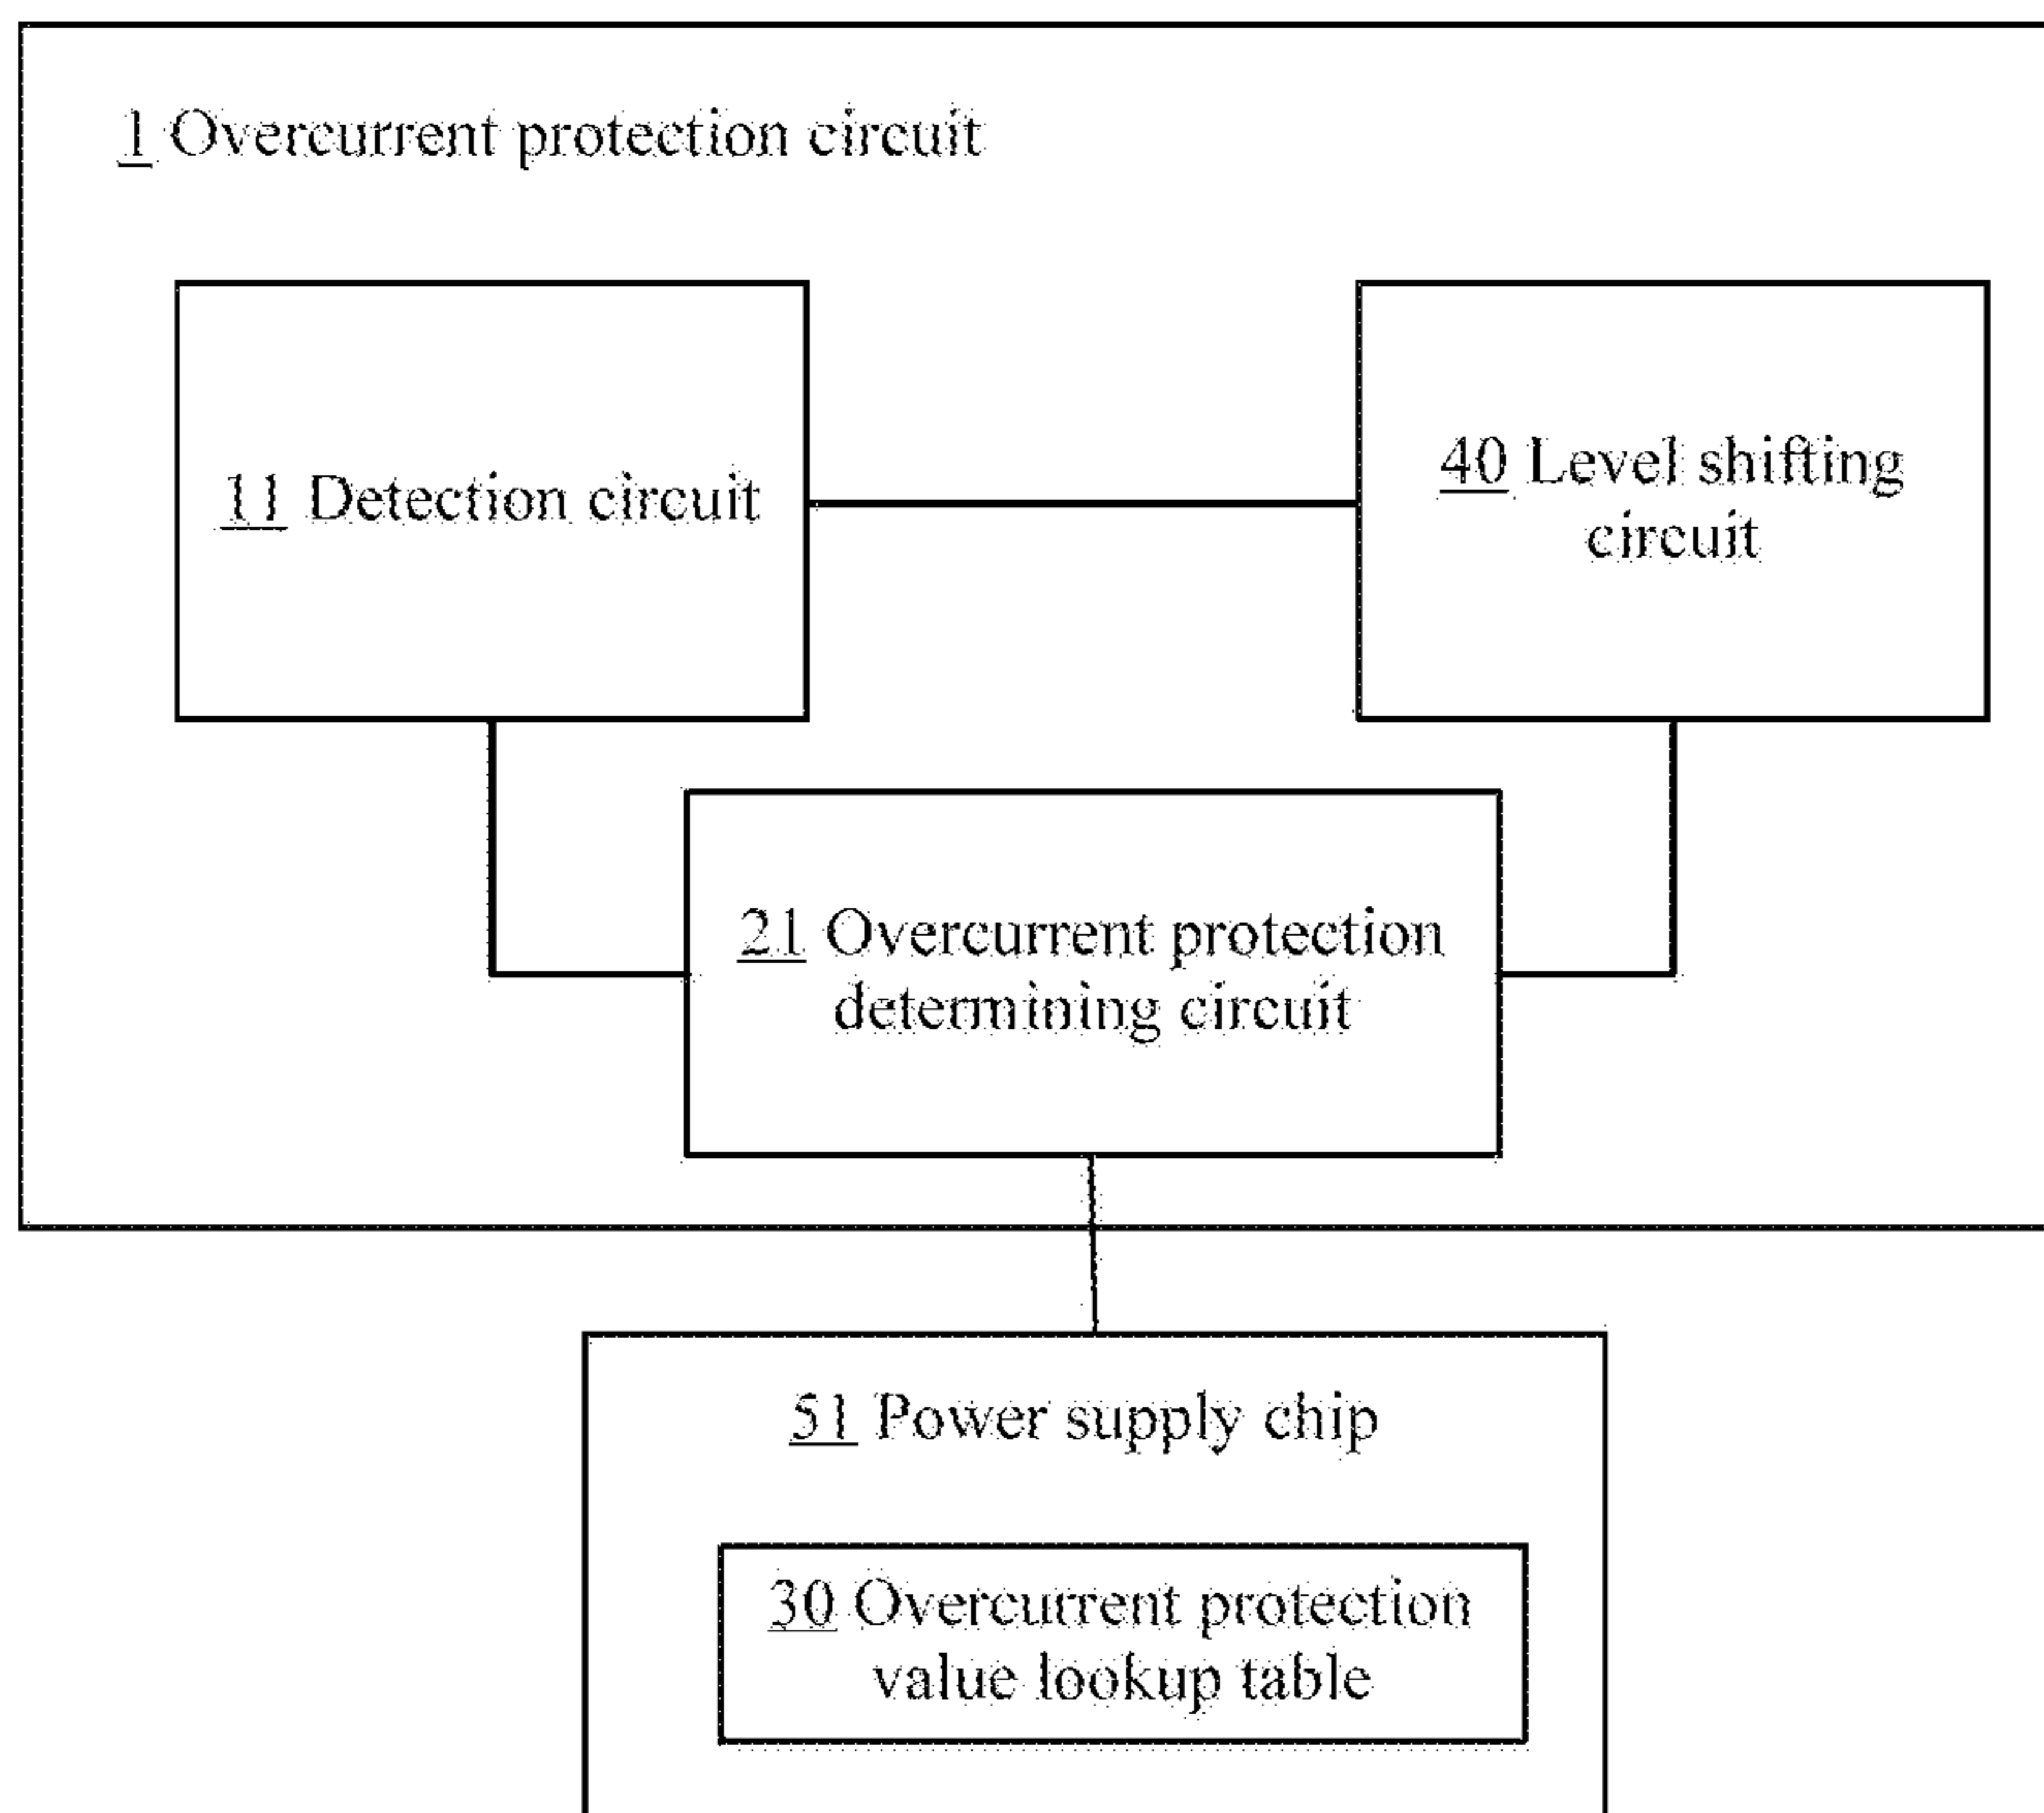 1 Overcurrent protection circuit
11 Detection circuit
40 Level shifting
circuit
21 Overcurrent protection
determining circuit
51 Power supply chip
30 Overcurrent protection
value lookup table